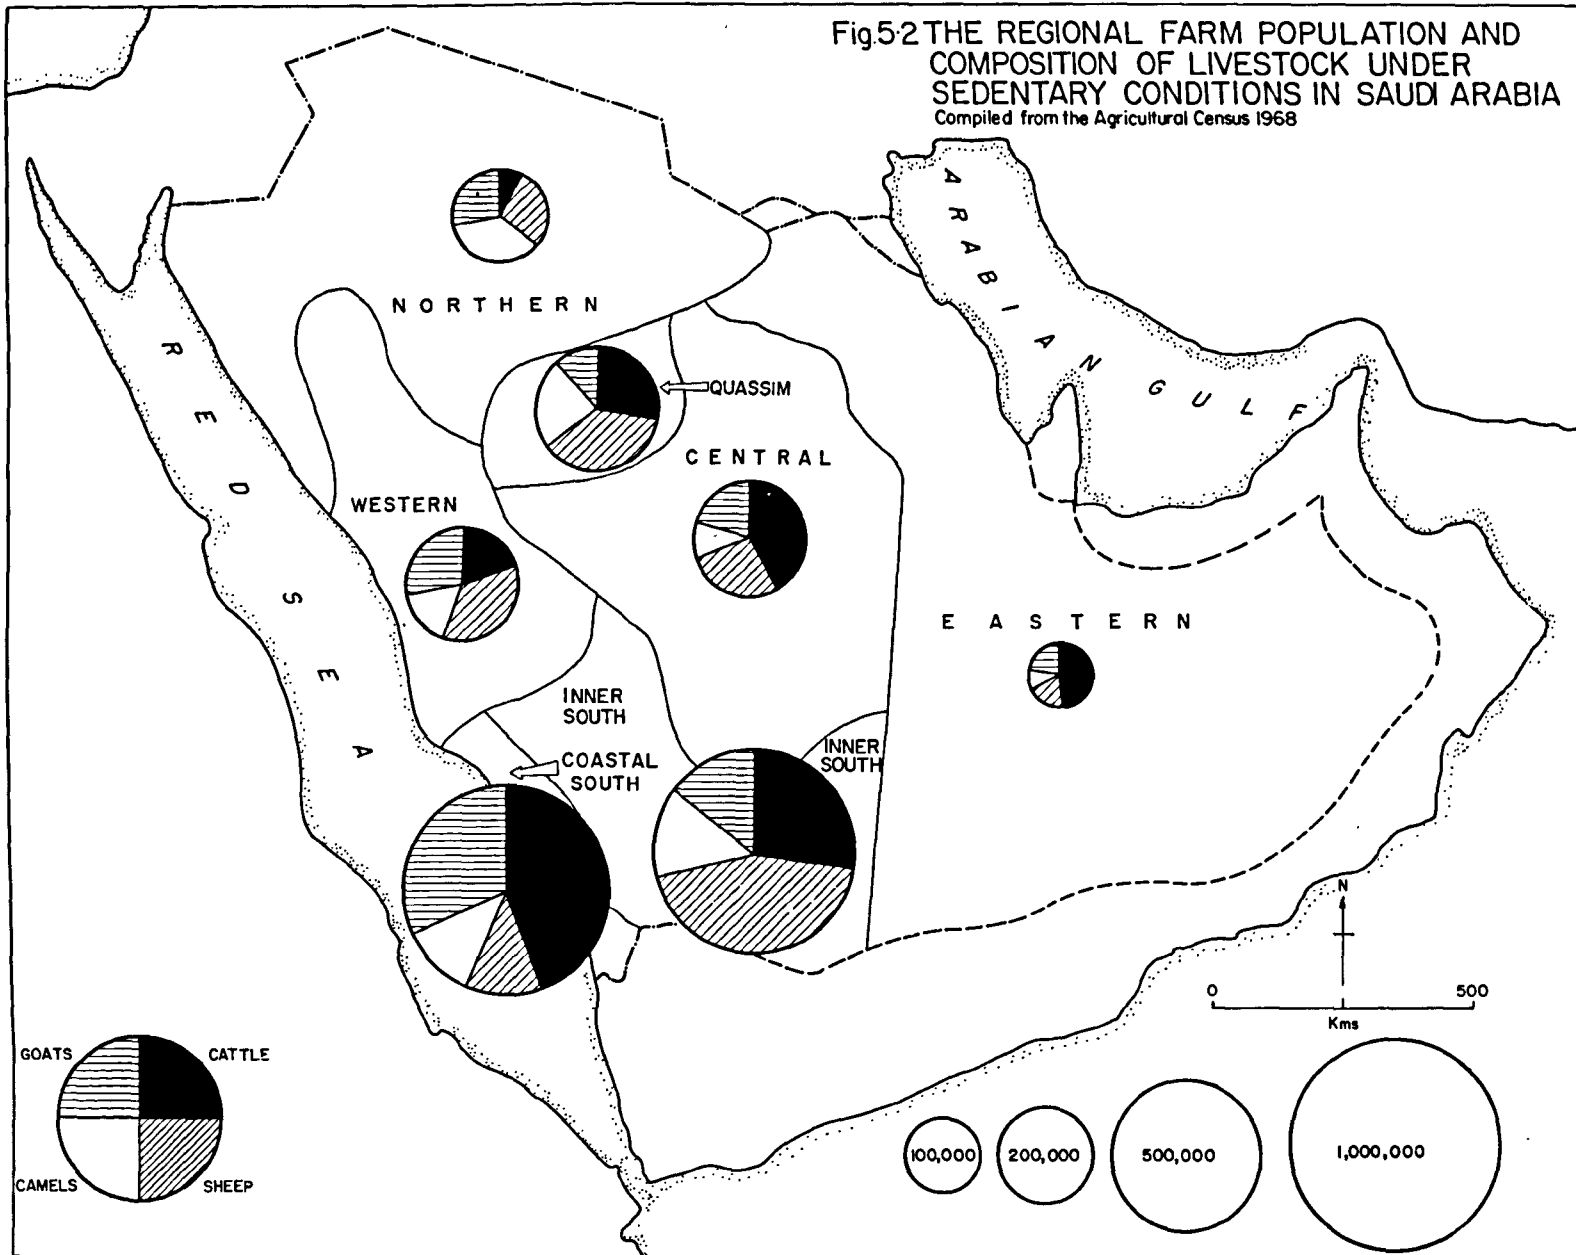 Fig.5·2 THE REGIONAL FARM POPULATION AND
COMPOSITION OF LIVESTOCK UNDER
SEDENTARY CONDITIONS IN SAUDI ARABIA
Compiled from the Agricultural Census 1968
ARABIAN GULF
NORTHERN
RED SEA
QUASSIM
CENTRAL
WESTERN
EASTERN
INNER
SOUTH
COASTAL
SOUTH
INNER
SOUTH
N
0 500
Kms
GOATS CATTLE
CAMELS SHEEP
100,000 200,000 500,000 1,000,000